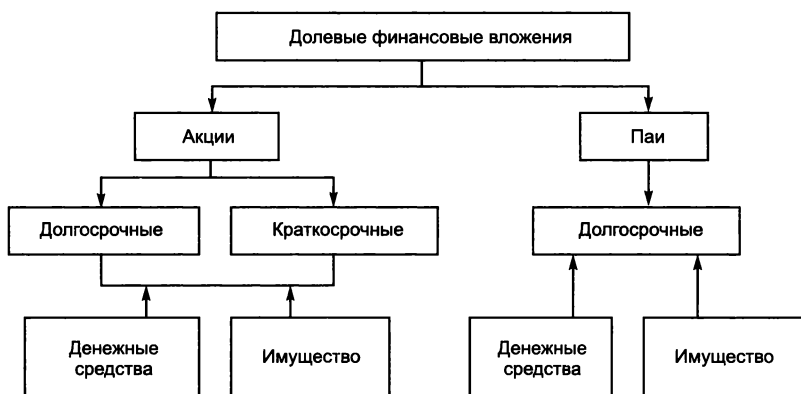 Долевые финансовые вложения
Акции
Паи
Долгосрочные
Краткосрочные
Долгосрочные
Денежные
средства
Имущество
Денежные
средства
Имущество